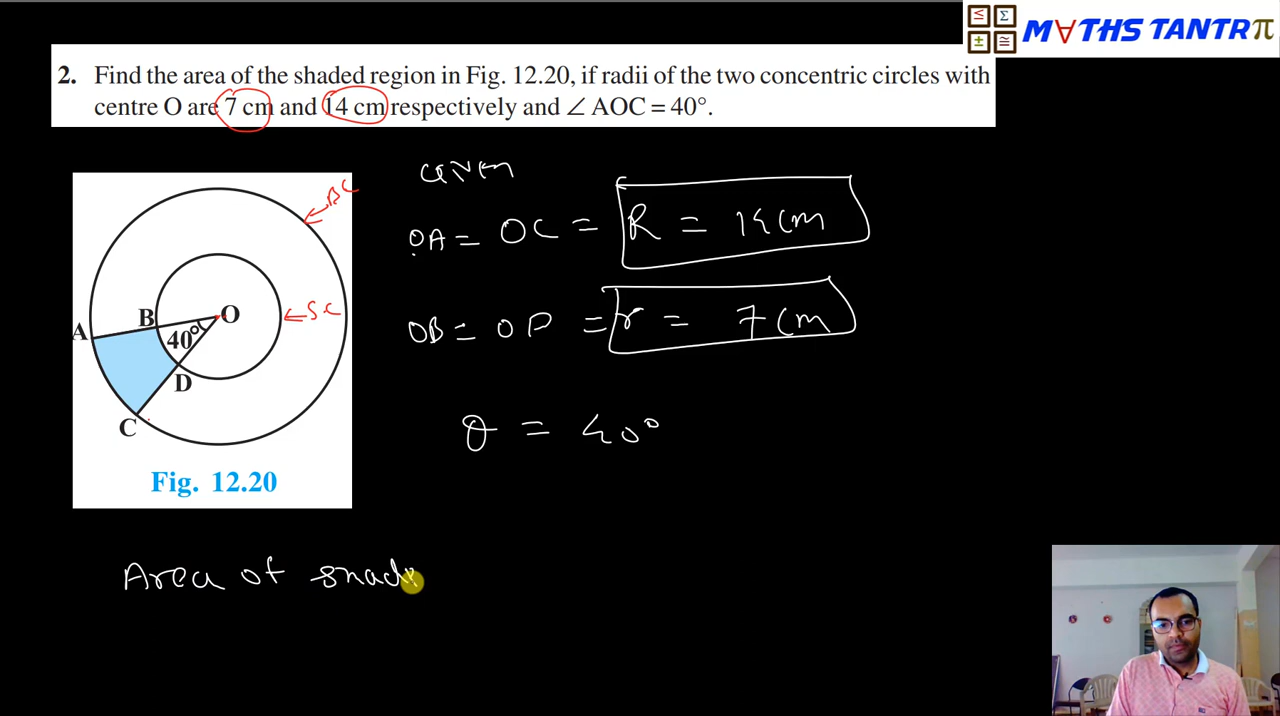 ≤ Σ
± ≅
M∀THS TANTRπ
2. Find the area of the shaded region in Fig. 12.20, if radii of the two concentric circles with
centre O are 7 cm and 14 cm respectively and ∠ AOC = 40°.
BC
A
B
O
40°
D
C
SC
Fig. 12.20
Given
OA = OC = R = 14 cm
OB = OD = r = 7 cm
θ = 40°
Area of shade